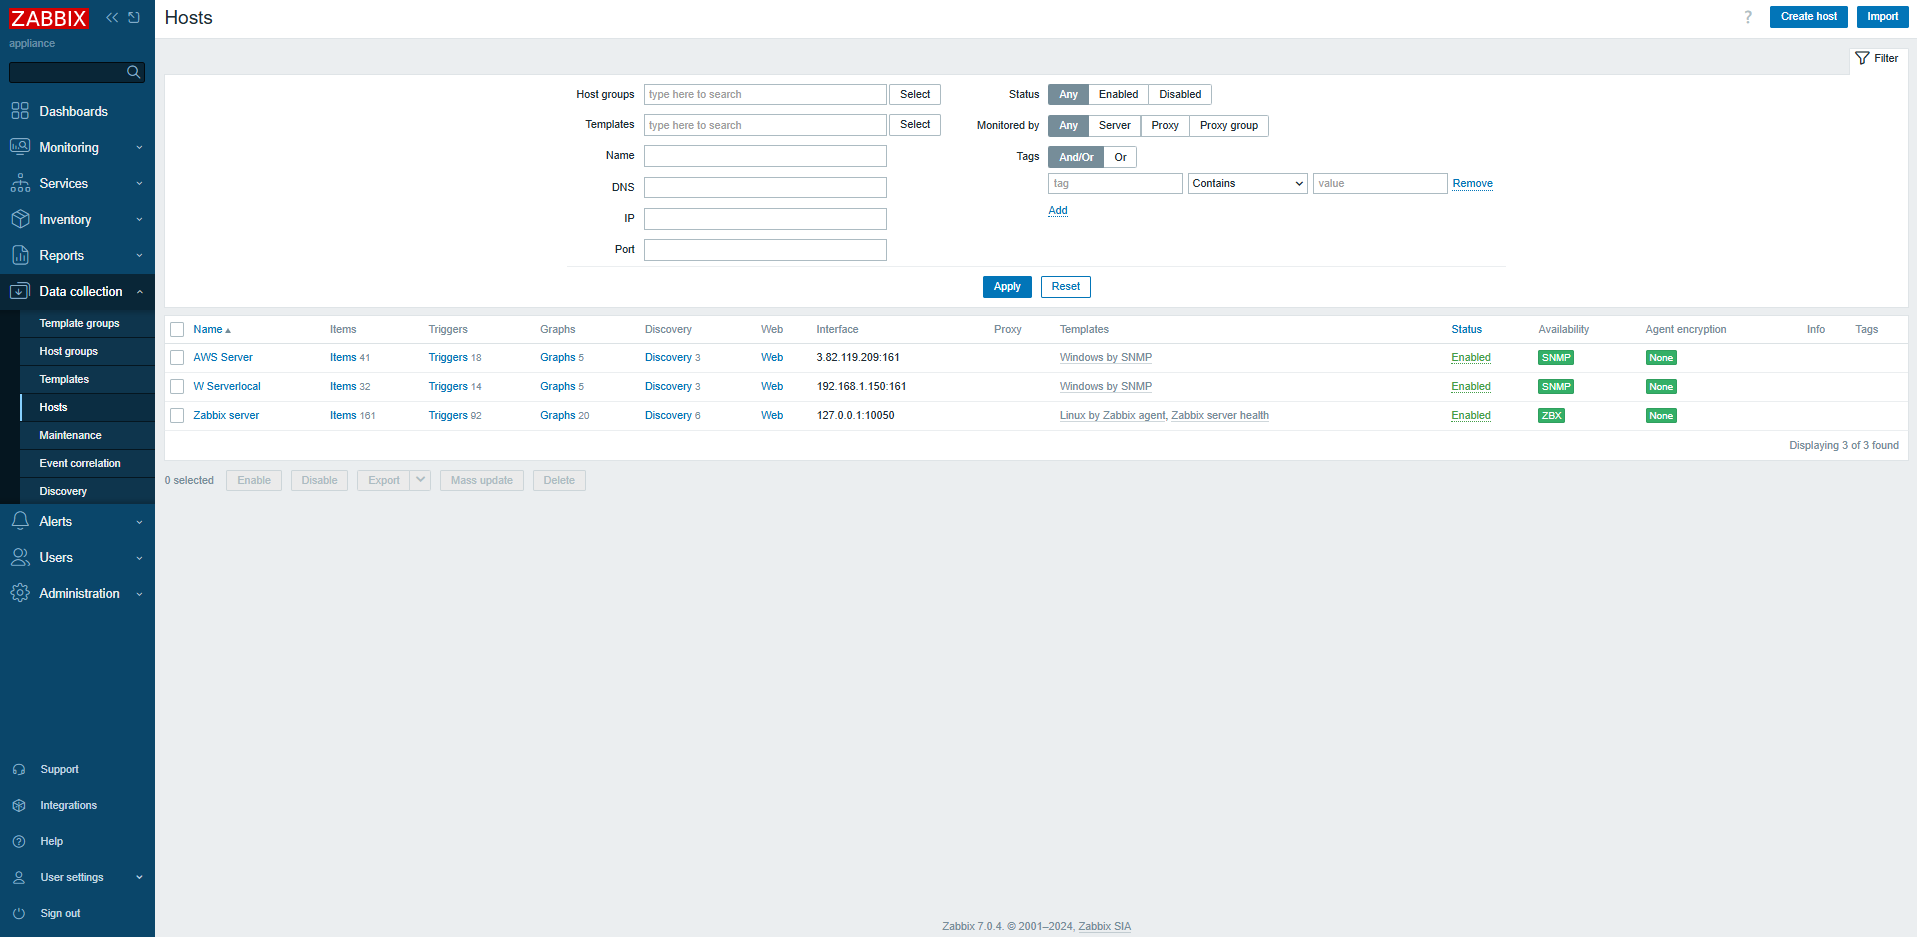 ZABBIX
appliance
Dashboards
Monitoring
Services
Inventory
Reports
Data collection
Template groups
Host groups
Templates
Hosts
Maintenance
Event correlation
Discovery
Alerts
Users
Administration
Support
Integrations
Help
User settings
Sign out
Hosts
? Create host Import
Filter
Host groups type here to search Select
Templates type here to search Select
Name
DNS
IP
Port
Status Any Enabled Disabled
Monitored by Any Server Proxy Proxy group
Tags And/Or Or
tag Contains value Remove
Add
Apply Reset
Name Items Triggers Graphs Discovery Web Interface Proxy Templates Status Availability Agent encryption Info Tags
AWS Server Items 41 Triggers 18 Graphs 5 Discovery 3 Web 3.82.119.209:161 Windows by SNMP Enabled SNMP None
W Serverlocal Items 32 Triggers 14 Graphs 5 Discovery 3 Web 192.168.1.150:161 Windows by SNMP Enabled SNMP None
Zabbix server Items 161 Triggers 92 Graphs 20 Discovery 6 Web 127.0.0.1:10050 Linux by Zabbix agent, Zabbix server health Enabled ZBX None
Displaying 3 of 3 found
0 selected Enable Disable Export Mass update Delete
Zabbix 7.0.4. © 2001–2024, Zabbix SIA